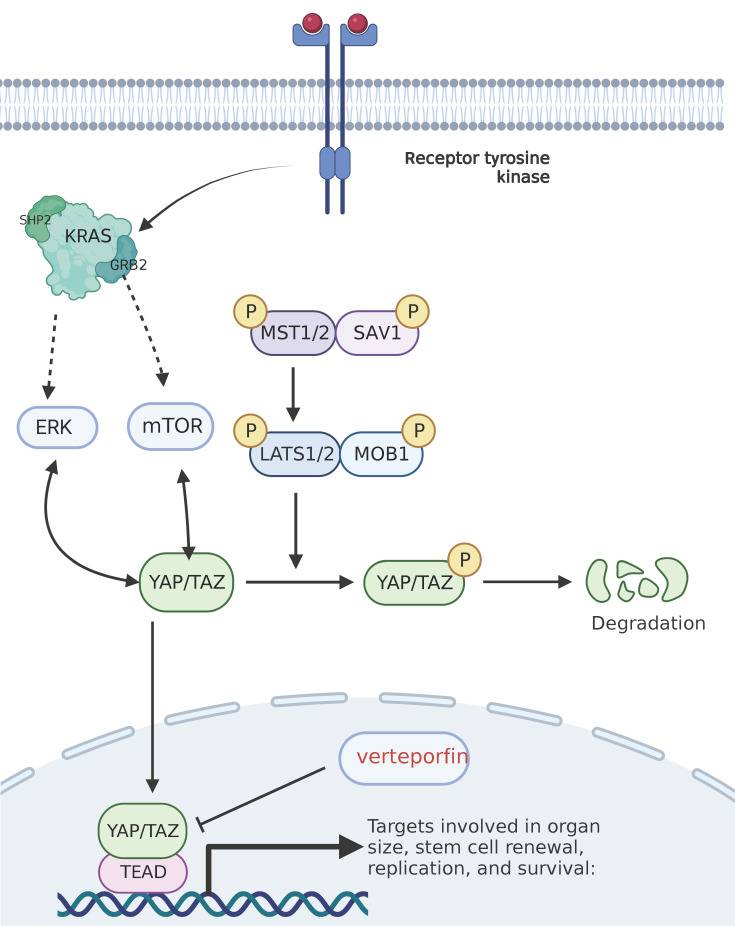 Receptor tyrosine
kinase
SHP2
KRAS
GRB2
P
P
MST1/2
SAV1
ERK
mTOR
P
P
LATS1/2
MOB1
YAP/TAZ
YAP/TAZ
P
Degradation
verteporfin
YAP/TAZ
TEAD
Targets involved in organ
size, stem cell renewal,
replication, and survival: